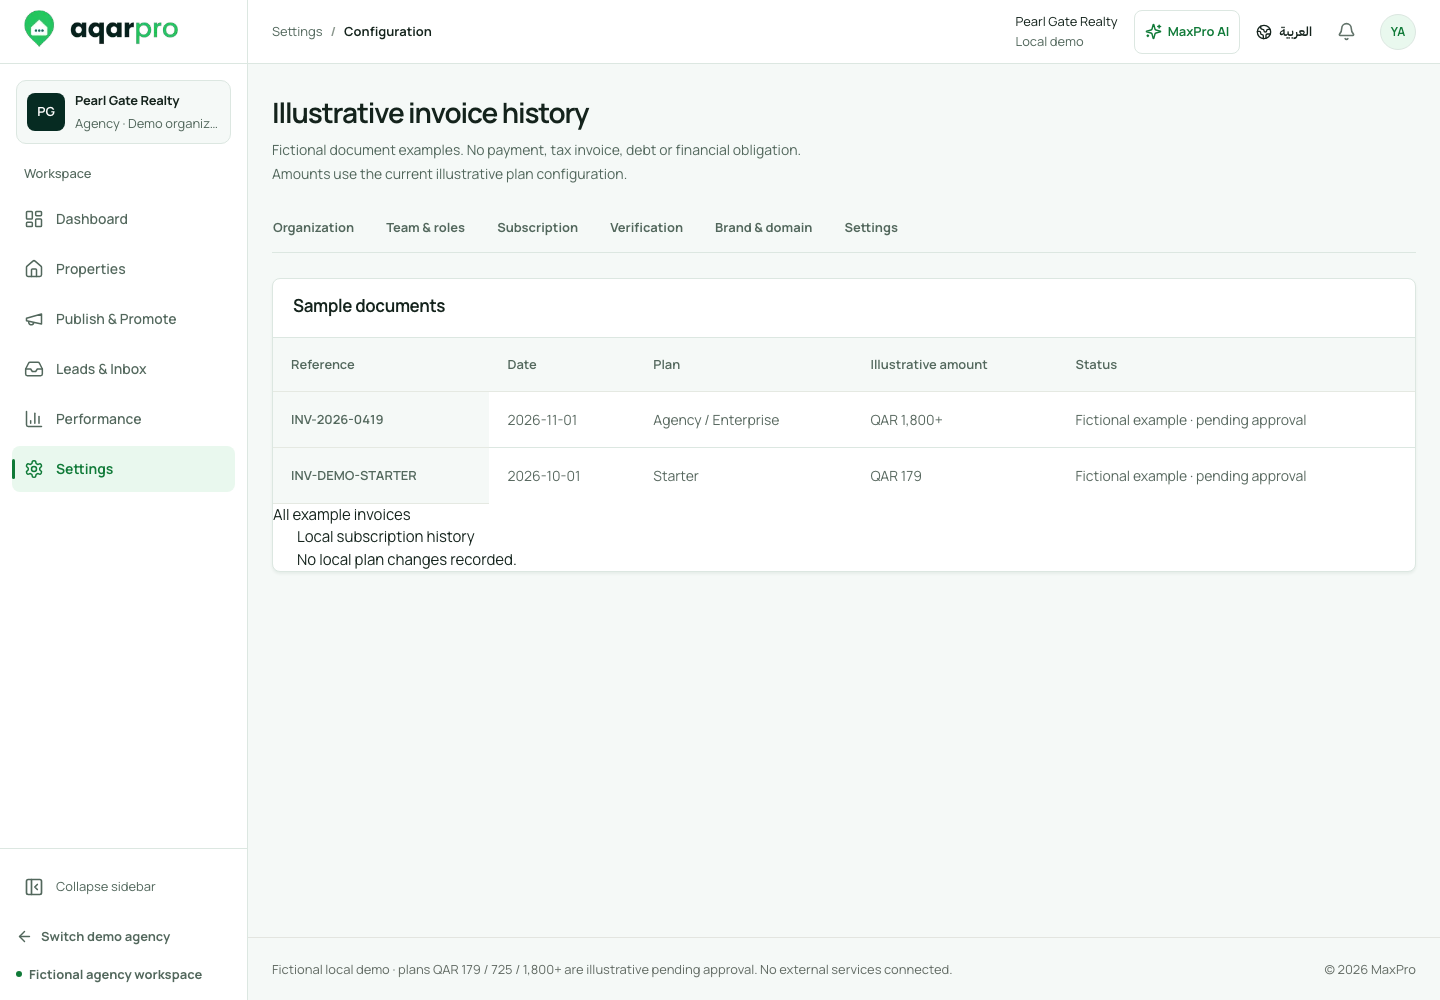 aqarpro
Settings / Configuration
Pearl Gate Realty
Local demo
MaxPro AI
العربية
YA
PG
Pearl Gate Realty
Agency · Demo organiz...
Workspace
Dashboard
Properties
Publish & Promote
Leads & Inbox
Performance
Settings
Collapse sidebar
Switch demo agency
Fictional agency workspace
Illustrative invoice history
Fictional document examples. No payment, tax invoice, debt or financial obligation.
Amounts use the current illustrative plan configuration.
Organization Team & roles Subscription Verification Brand & domain Settings
Sample documents
Reference Date Plan Illustrative amount Status
INV-2026-0419 2026-11-01 Agency / Enterprise QAR 1,800+ Fictional example · pending approval
INV-DEMO-STARTER 2026-10-01 Starter QAR 179 Fictional example · pending approval
All example invoices
Local subscription history
No local plan changes recorded.
Fictional local demo · plans QAR 179 / 725 / 1,800+ are illustrative pending approval. No external services connected.
© 2026 MaxPro